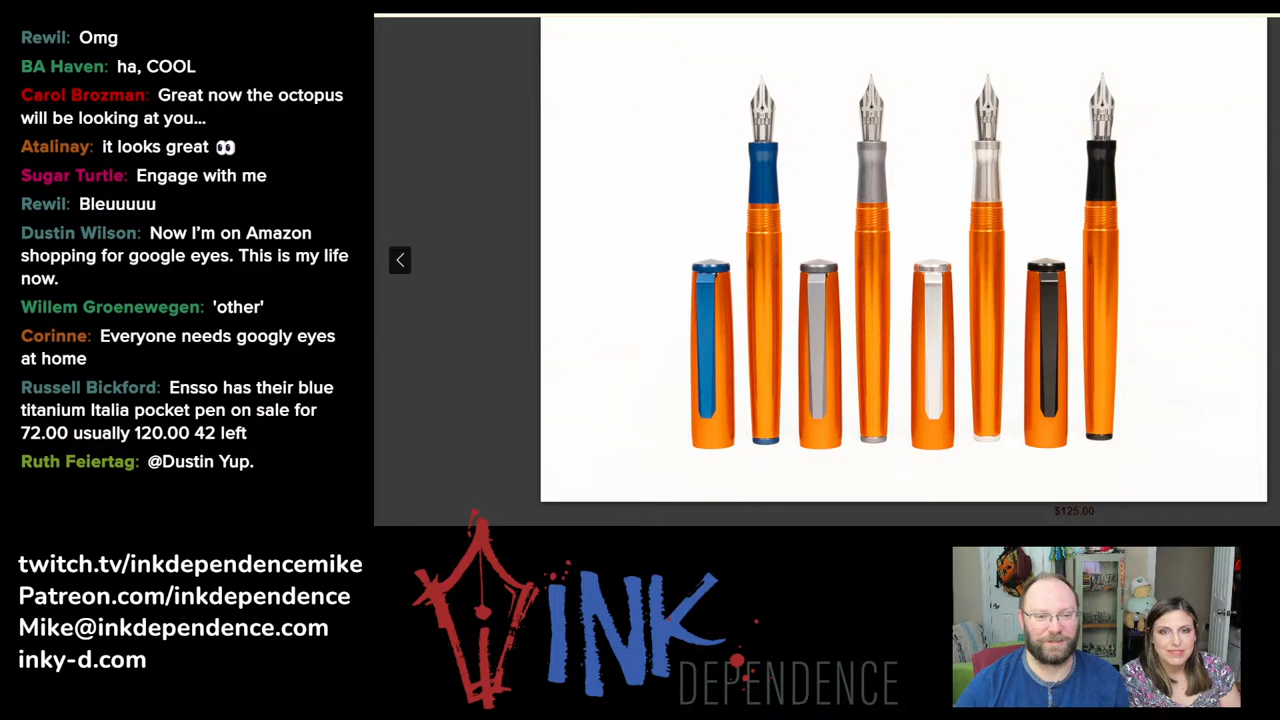 Rewil: Omg
BA Haven: ha, COOL
Carol Brozman: Great now the octopus
will be looking at you...
Atalinay: it looks great 👀
Sugar Turtle: Engage with me
Rewil: Bleuuuuu
Dustin Wilson: Now I'm on Amazon
shopping for google eyes. This is my life
now.
Willem Groenewegen: 'other'
Corinne: Everyone needs googly eyes
at home
Russell Bickford: Ensso has their blue
titanium Italia pocket pen on sale for
72.00 usually 120.00 42 left
Ruth Feiertag: @Dustin Yup.
$125.00
twitch.tv/inkdependencemike
Patreon.com/inkdependence
Mike@inkdependence.com
inky-d.com
INK
DEPENDENCE